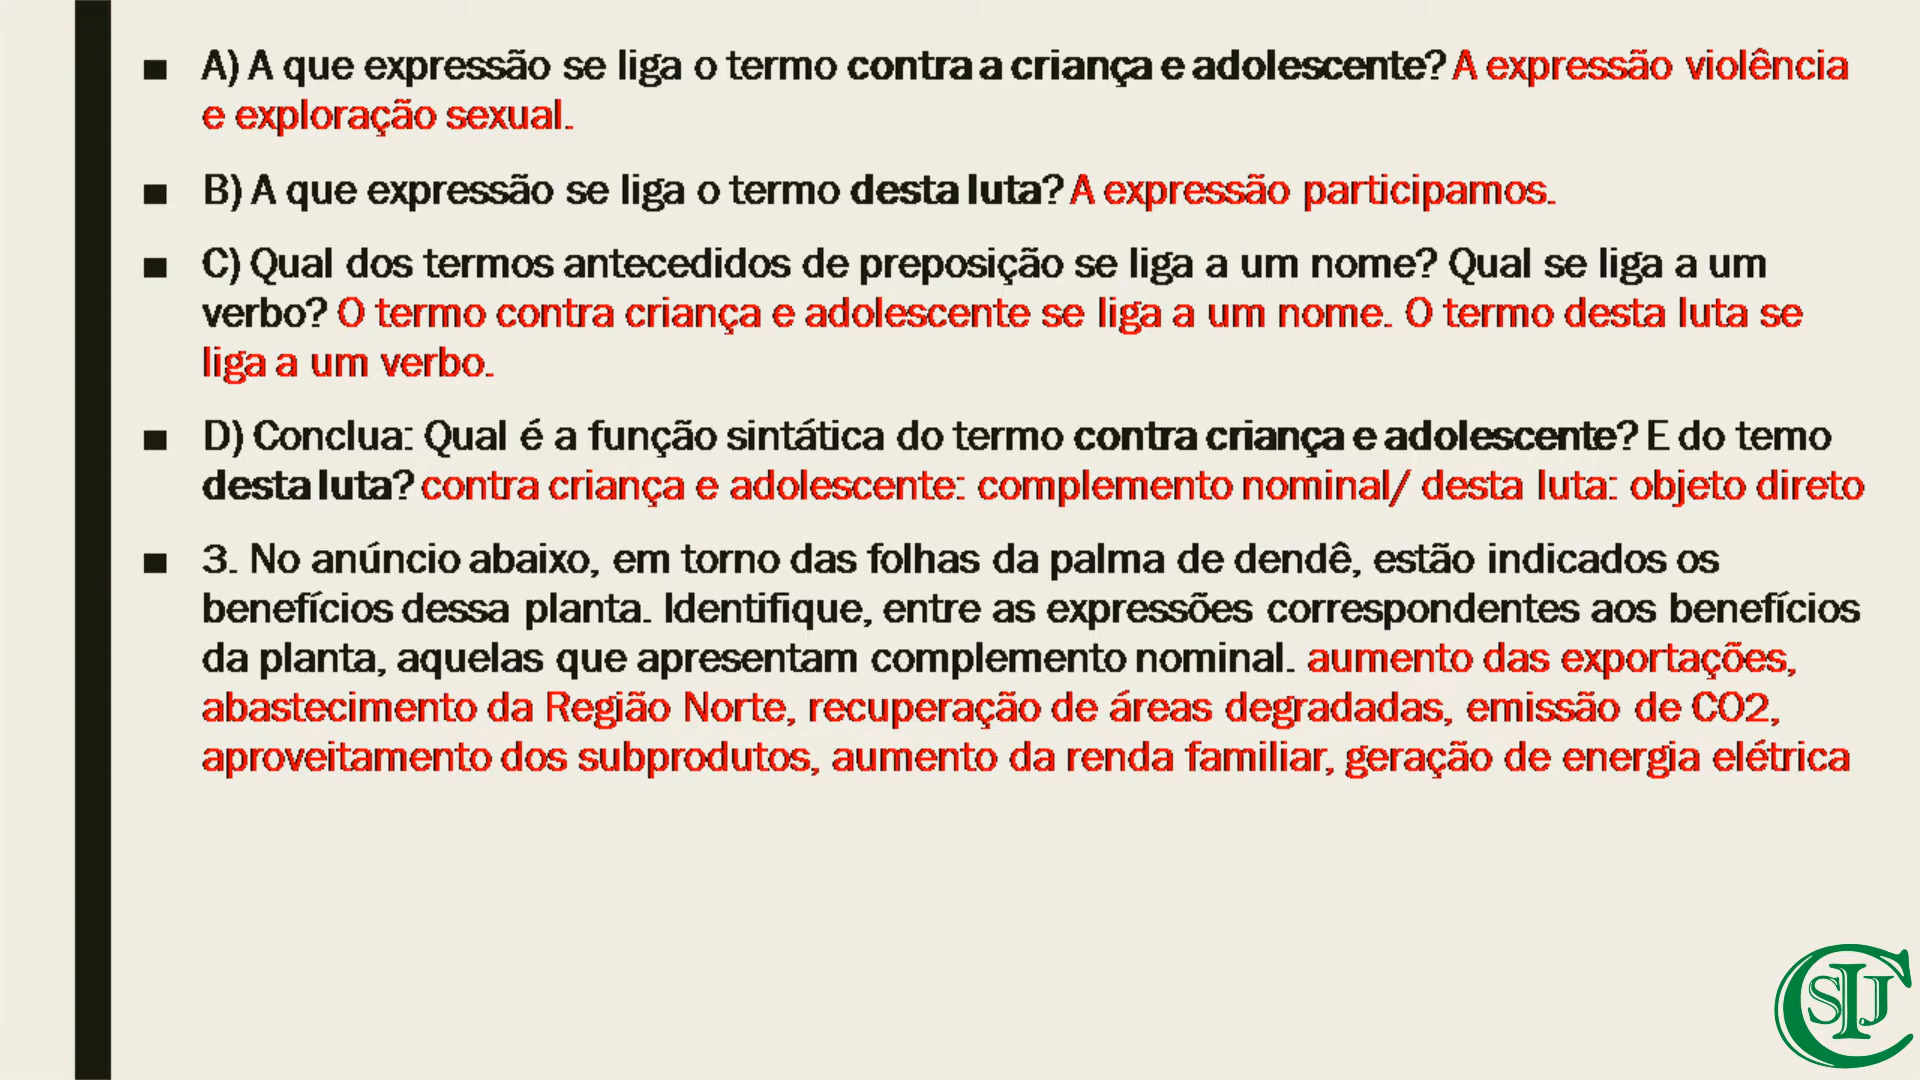 ■ A) A que expressão se liga o termo contra a criança e adolescente? A expressão violência
e exploração sexual.
■ B) A que expressão se liga o termo desta luta? A expressão participamos.
■ C) Qual dos termos antecedidos de preposição se liga a um nome? Qual se liga a um
verbo? O termo contra criança e adolescente se liga a um nome. O termo desta luta se
liga a um verbo.
■ D) Conclua: Qual é a função sintática do termo contra criança e adolescente? E do temo
desta luta? contra criança e adolescente: complemento nominal/ desta luta: objeto direto
■ 3. No anúncio abaixo, em torno das folhas da palma de dendê, estão indicados os
benefícios dessa planta. Identifique, entre as expressões correspondentes aos benefícios
da planta, aquelas que apresentam complemento nominal. aumento das exportações,
abastecimento da Região Norte, recuperação de áreas degradadas, emissão de CO2,
aproveitamento dos subprodutos, aumento da renda familiar, geração de energia elétrica
CSIJ